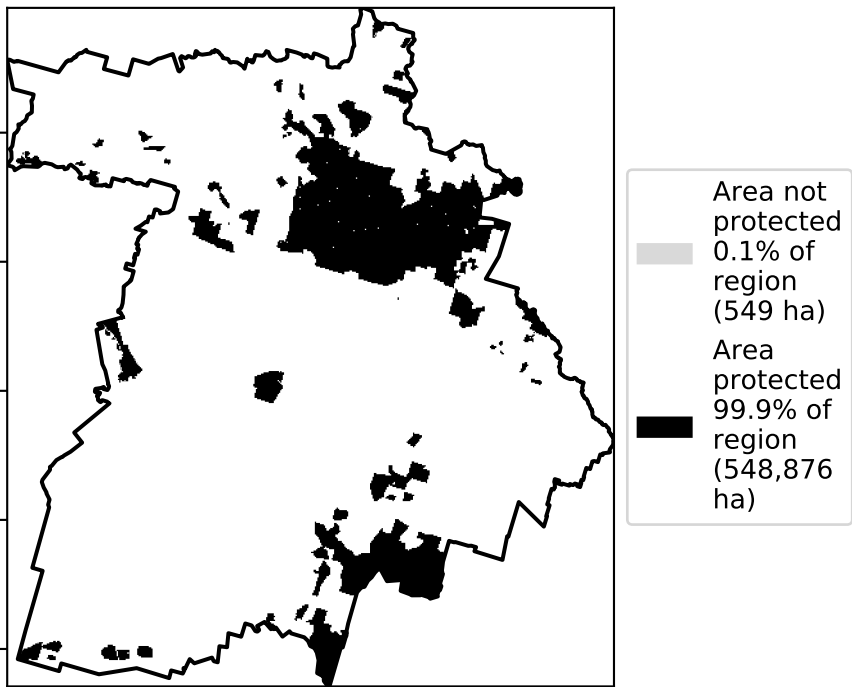 Area not
protected
0.1% of
region
(549 ha)
Area
protected
99.9% of
region
(548,876
ha)